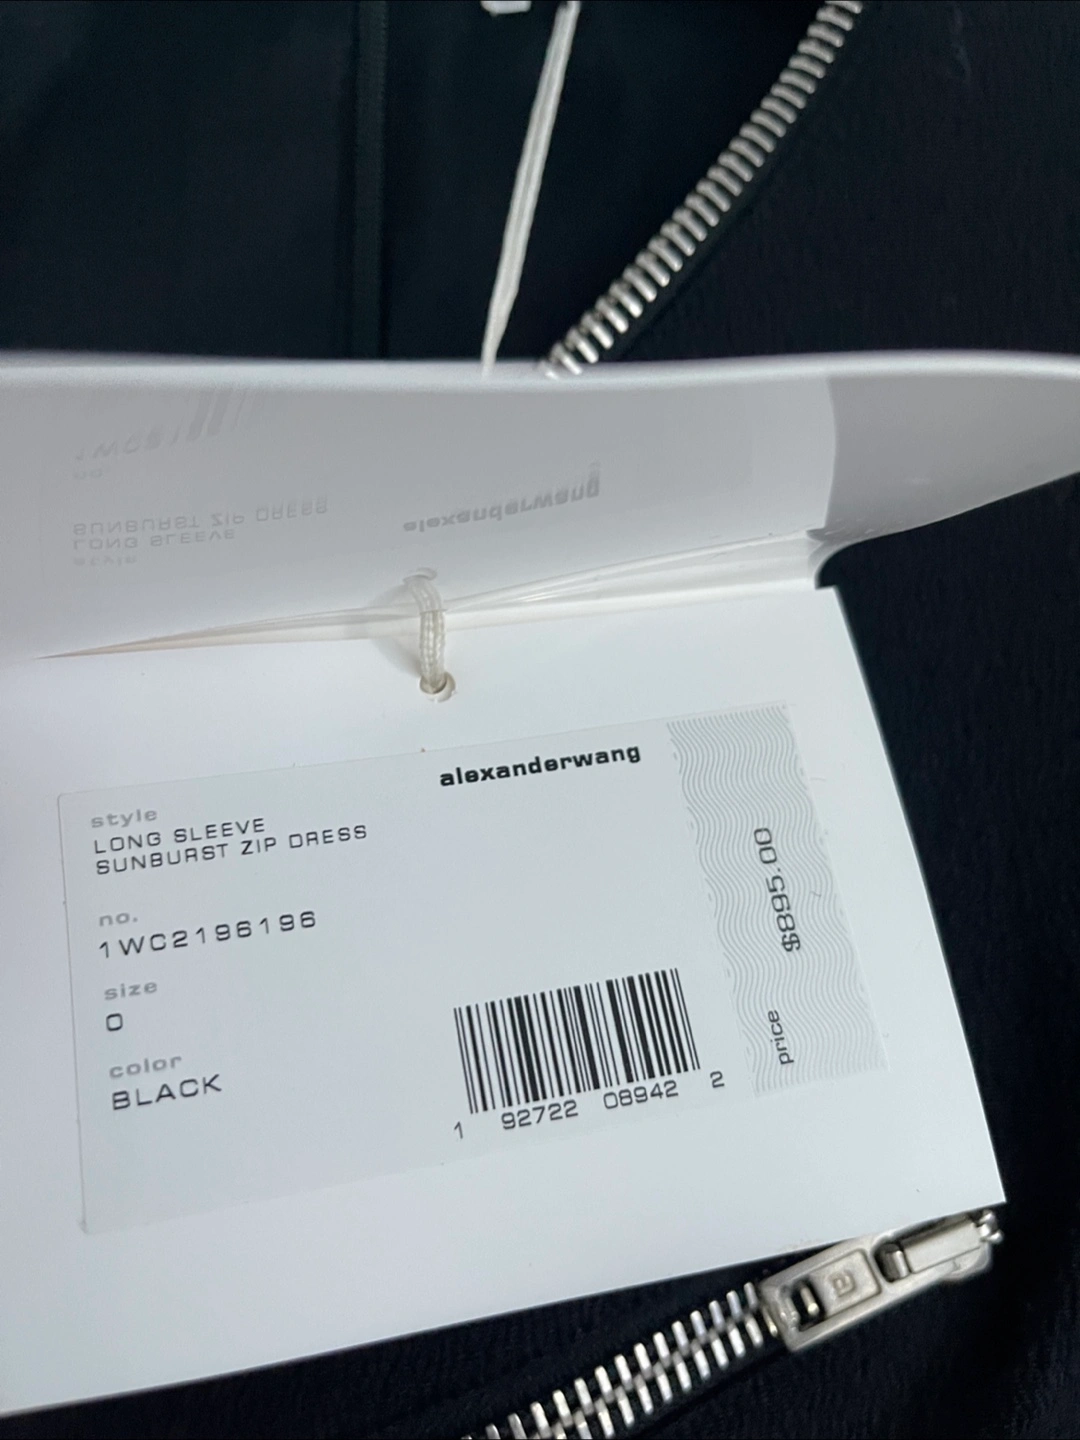 alexanderwang
style
LONG SLEEVE
SUNBURST ZIP DRESS
no.
1WC2196196
size
0
color
BLACK
1 92722 08942 2
price $895.00